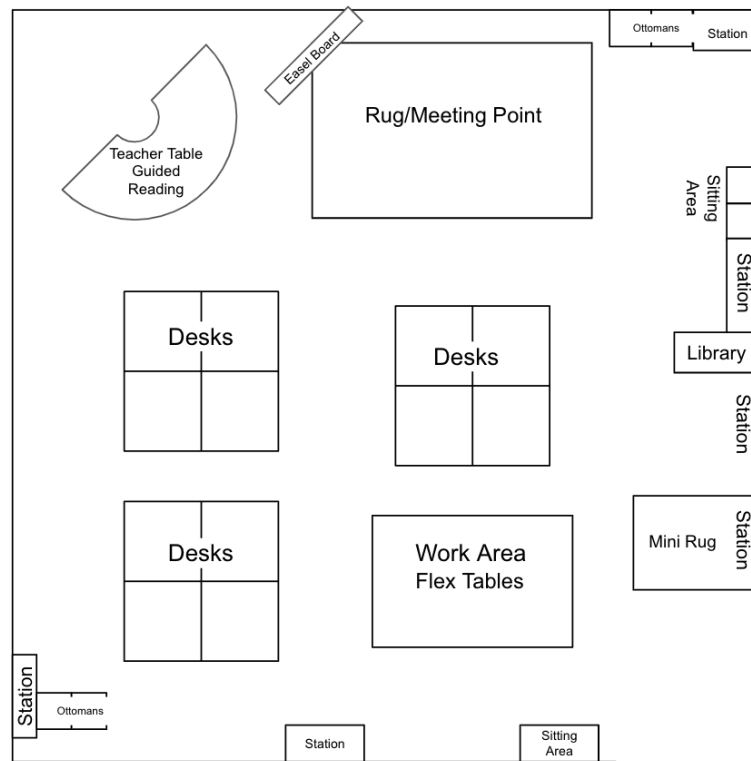 Ottomans
Station
Easel Board
Rug/Meeting Point
Teacher Table
Guided
Reading
Sitting
Area
Station
Desks
Desks
Library
Station
Desks
Work Area
Flex Tables
Mini Rug
Station
Station
Ottomans
Station
Sitting
Area